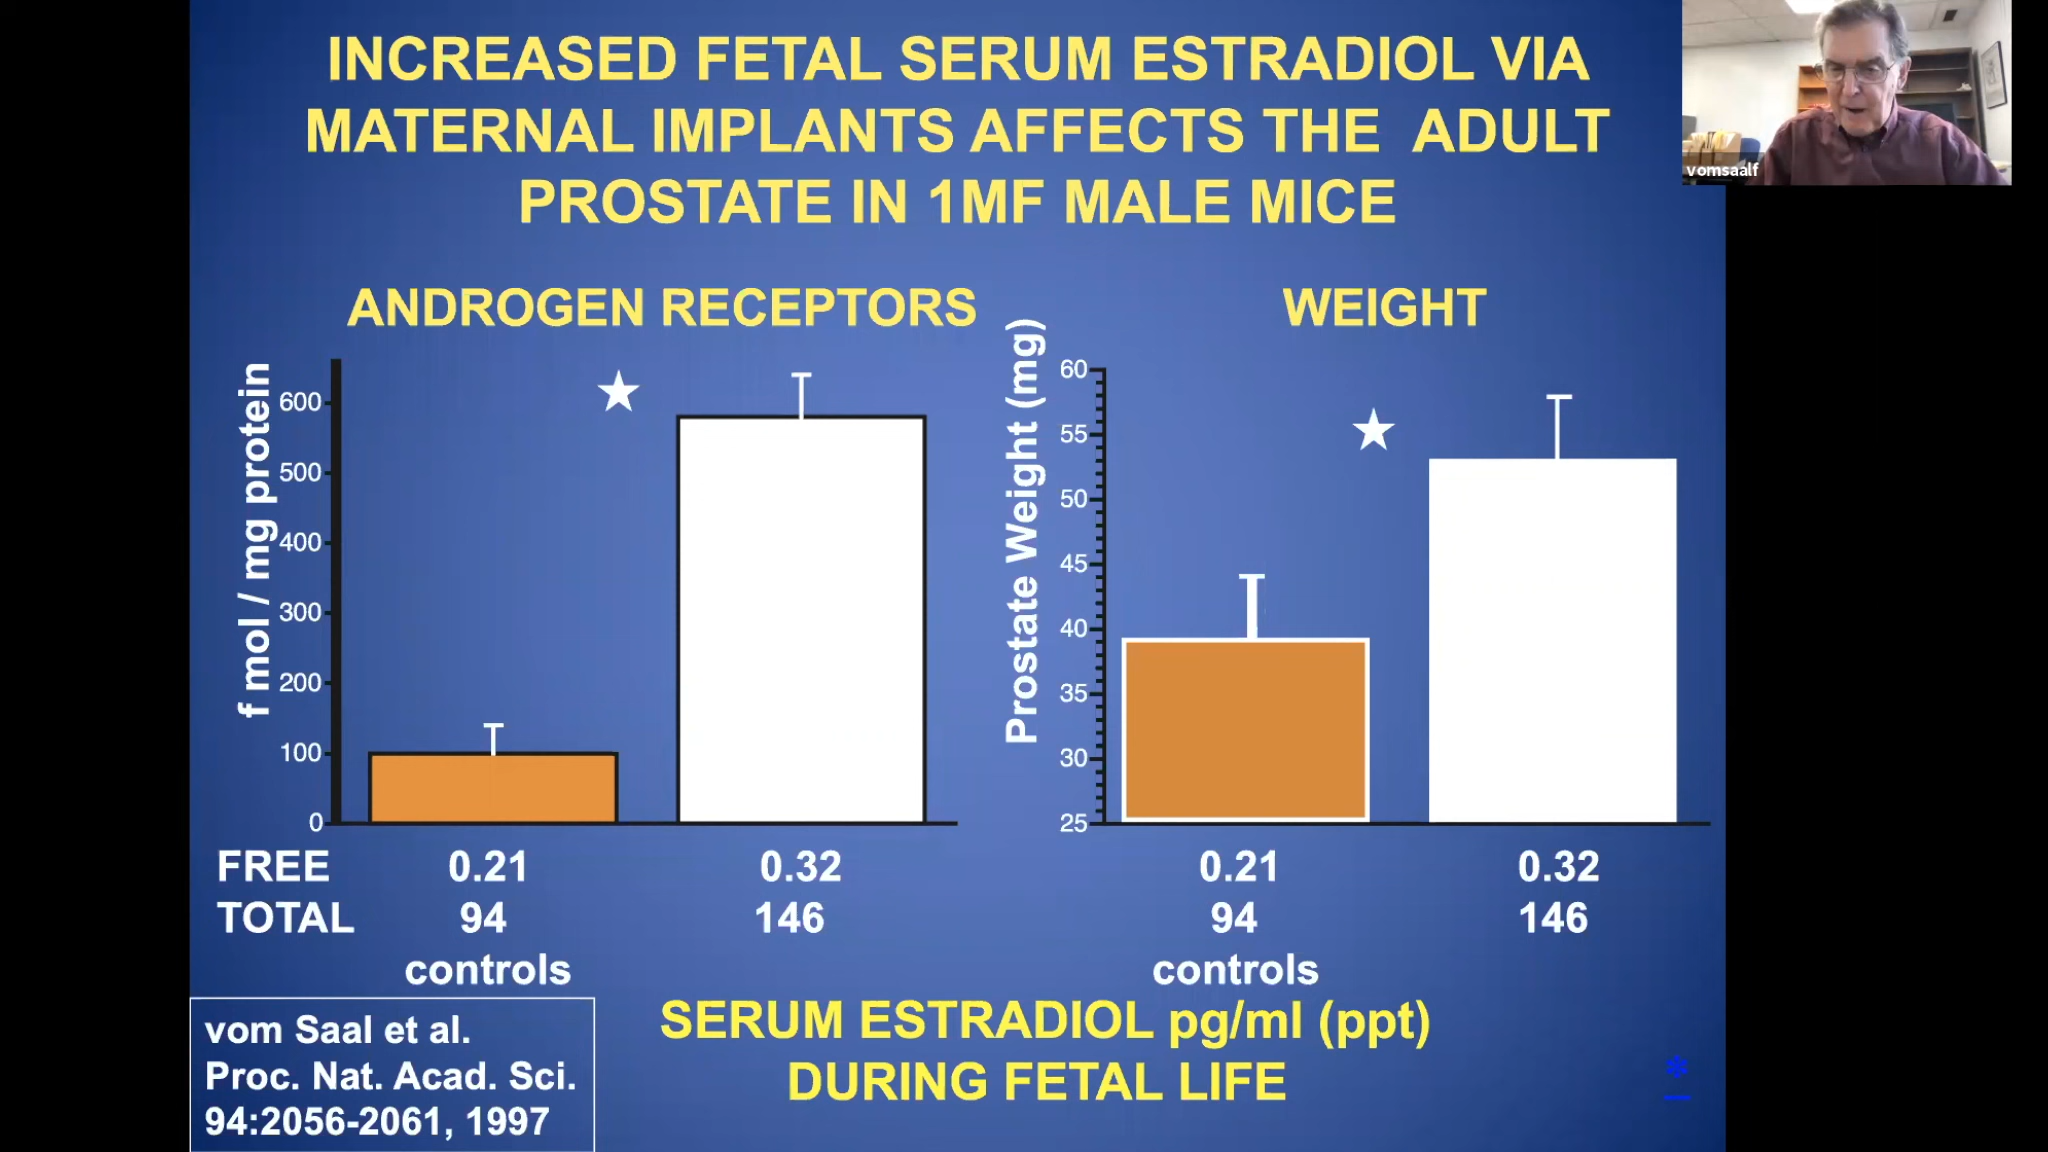 INCREASED FETAL SERUM ESTRADIOL VIA
MATERNAL IMPLANTS AFFECTS THE ADULT
PROSTATE IN 1MF MALE MICE
vomsaalf
ANDROGEN RECEPTORS
f mol / mg protein
600
500
400
300
200
100
0
WEIGHT
Prostate Weight (mg)
60
55
50
45
40
35
30
25
FREE 0.21 0.32 0.21 0.32
TOTAL 94 146 94 146
controls controls
SERUM ESTRADIOL pg/ml (ppt)
DURING FETAL LIFE
vom Saal et al.
Proc. Nat. Acad. Sci.
94:2056-2061, 1997
*